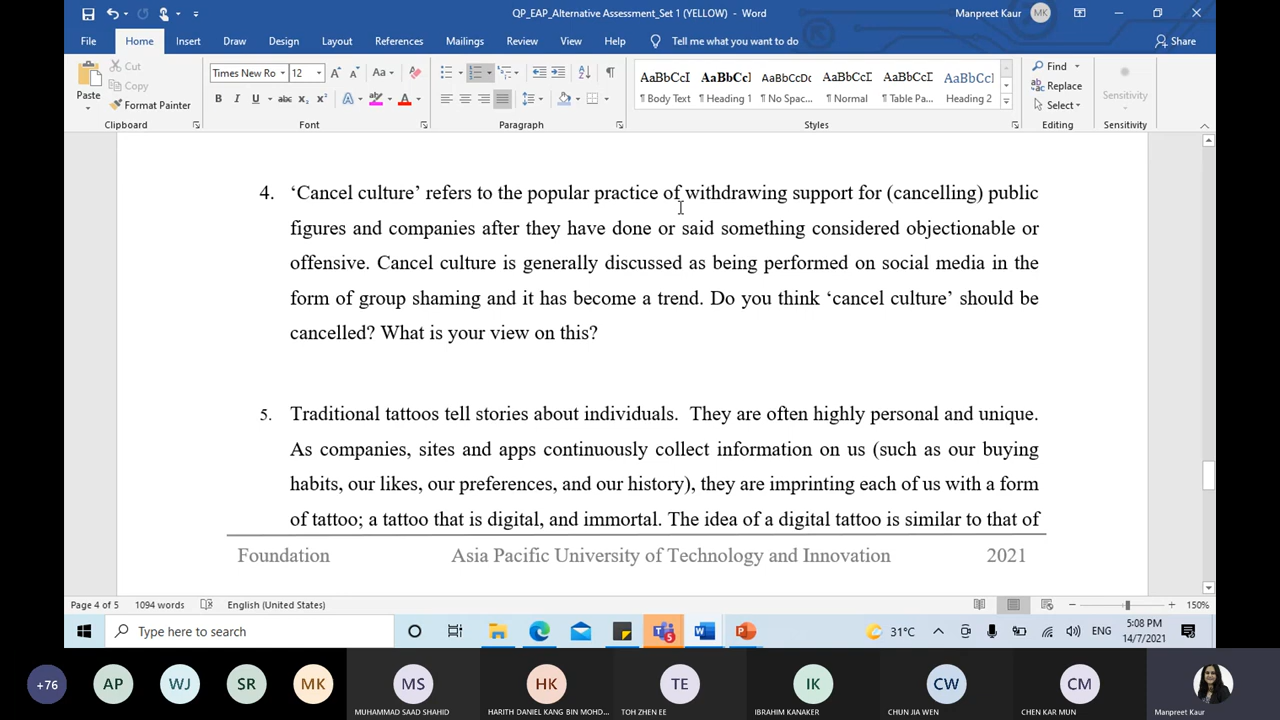 QP_EAP_Alternative Assessment_Set 1 (YELLOW) - Word
Manpreet Kaur MK
File Home Insert Draw Design Layout References Mailings Review View Help Tell me what you want to do Share
Cut
Copy
Paste
Format Painter
Times New Ro 12
Clipboard Font Paragraph Styles Editing Sensitivity
AaBbCcI AaBbCcI AaBbCcDc AaBbCcD AaBbCcD AaBbCcI
¶ Body Text Heading 1 ¶ No Spac... ¶ Normal ¶ Table Pa... Heading 2
Find
Replace
Select
Sensitivity
4. ‘Cancel culture’ refers to the popular practice of withdrawing support for (cancelling) public
figures and companies after they have done or said something considered objectionable or
offensive. Cancel culture is generally discussed as being performed on social media in the
form of group shaming and it has become a trend. Do you think ‘cancel culture’ should be
cancelled? What is your view on this?
5. Traditional tattoos tell stories about individuals. They are often highly personal and unique.
As companies, sites and apps continuously collect information on us (such as our buying
habits, our likes, our preferences, and our history), they are imprinting each of us with a form
of tattoo; a tattoo that is digital, and immortal. The idea of a digital tattoo is similar to that of
Foundation Asia Pacific University of Technology and Innovation 2021
Page 4 of 5 1094 words English (United States) 150%
Type here to search
31°C ENG
5:08 PM
14/7/2021
+76 AP WJ SR MK MS HK TE IK CW CM
MUHAMMAD SAAD SHAHID HARITH DANIEL KANG BIN MOHD... TOH ZHEN EE IBRAHIM KANAKER CHUN JIA WEN CHEN KAR MUN Manpreet Kaur